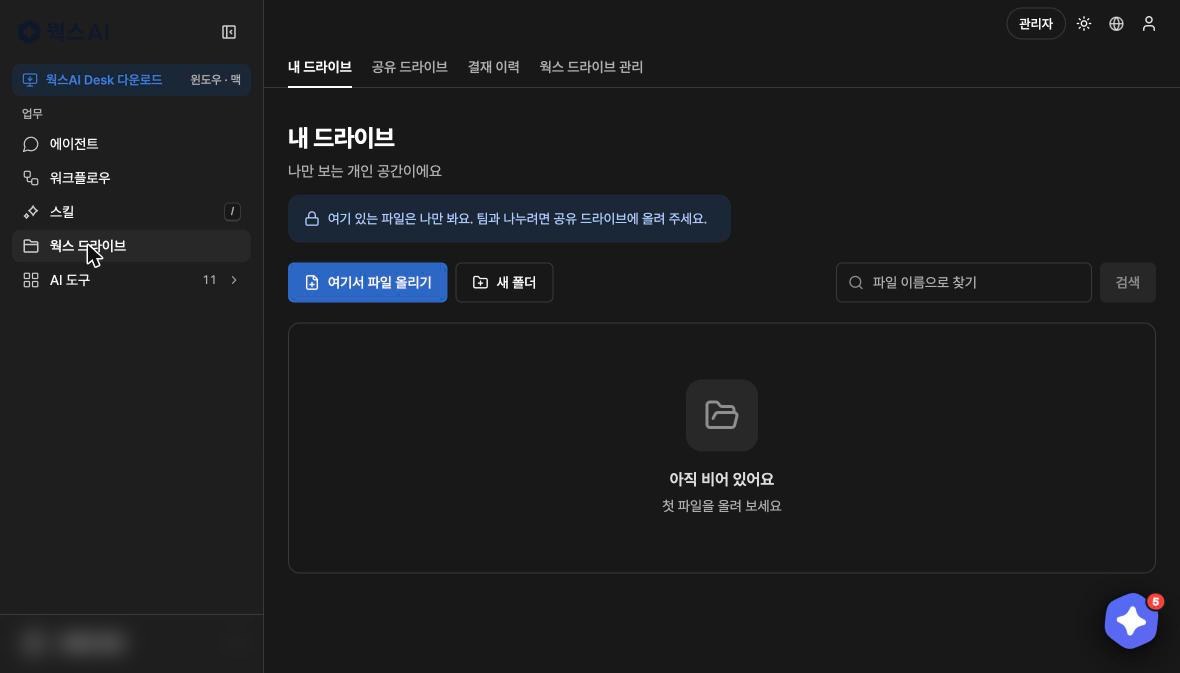 웍스AI
웍스AI Desk 다운로드 윈도우 · 맥
업무
에이전트
워크플로우
스킬 /
웍스 드라이브
AI 도구 11
관리자
내 드라이브 공유 드라이브 결재 이력 웍스 드라이브 관리
내 드라이브
나만 보는 개인 공간이에요
여기 있는 파일은 나만 봐요. 팀과 나누려면 공유 드라이브에 올려 주세요.
여기서 파일 올리기 새 폴더 파일 이름으로 찾기 검색
아직 비어 있어요
첫 파일을 올려 보세요
5